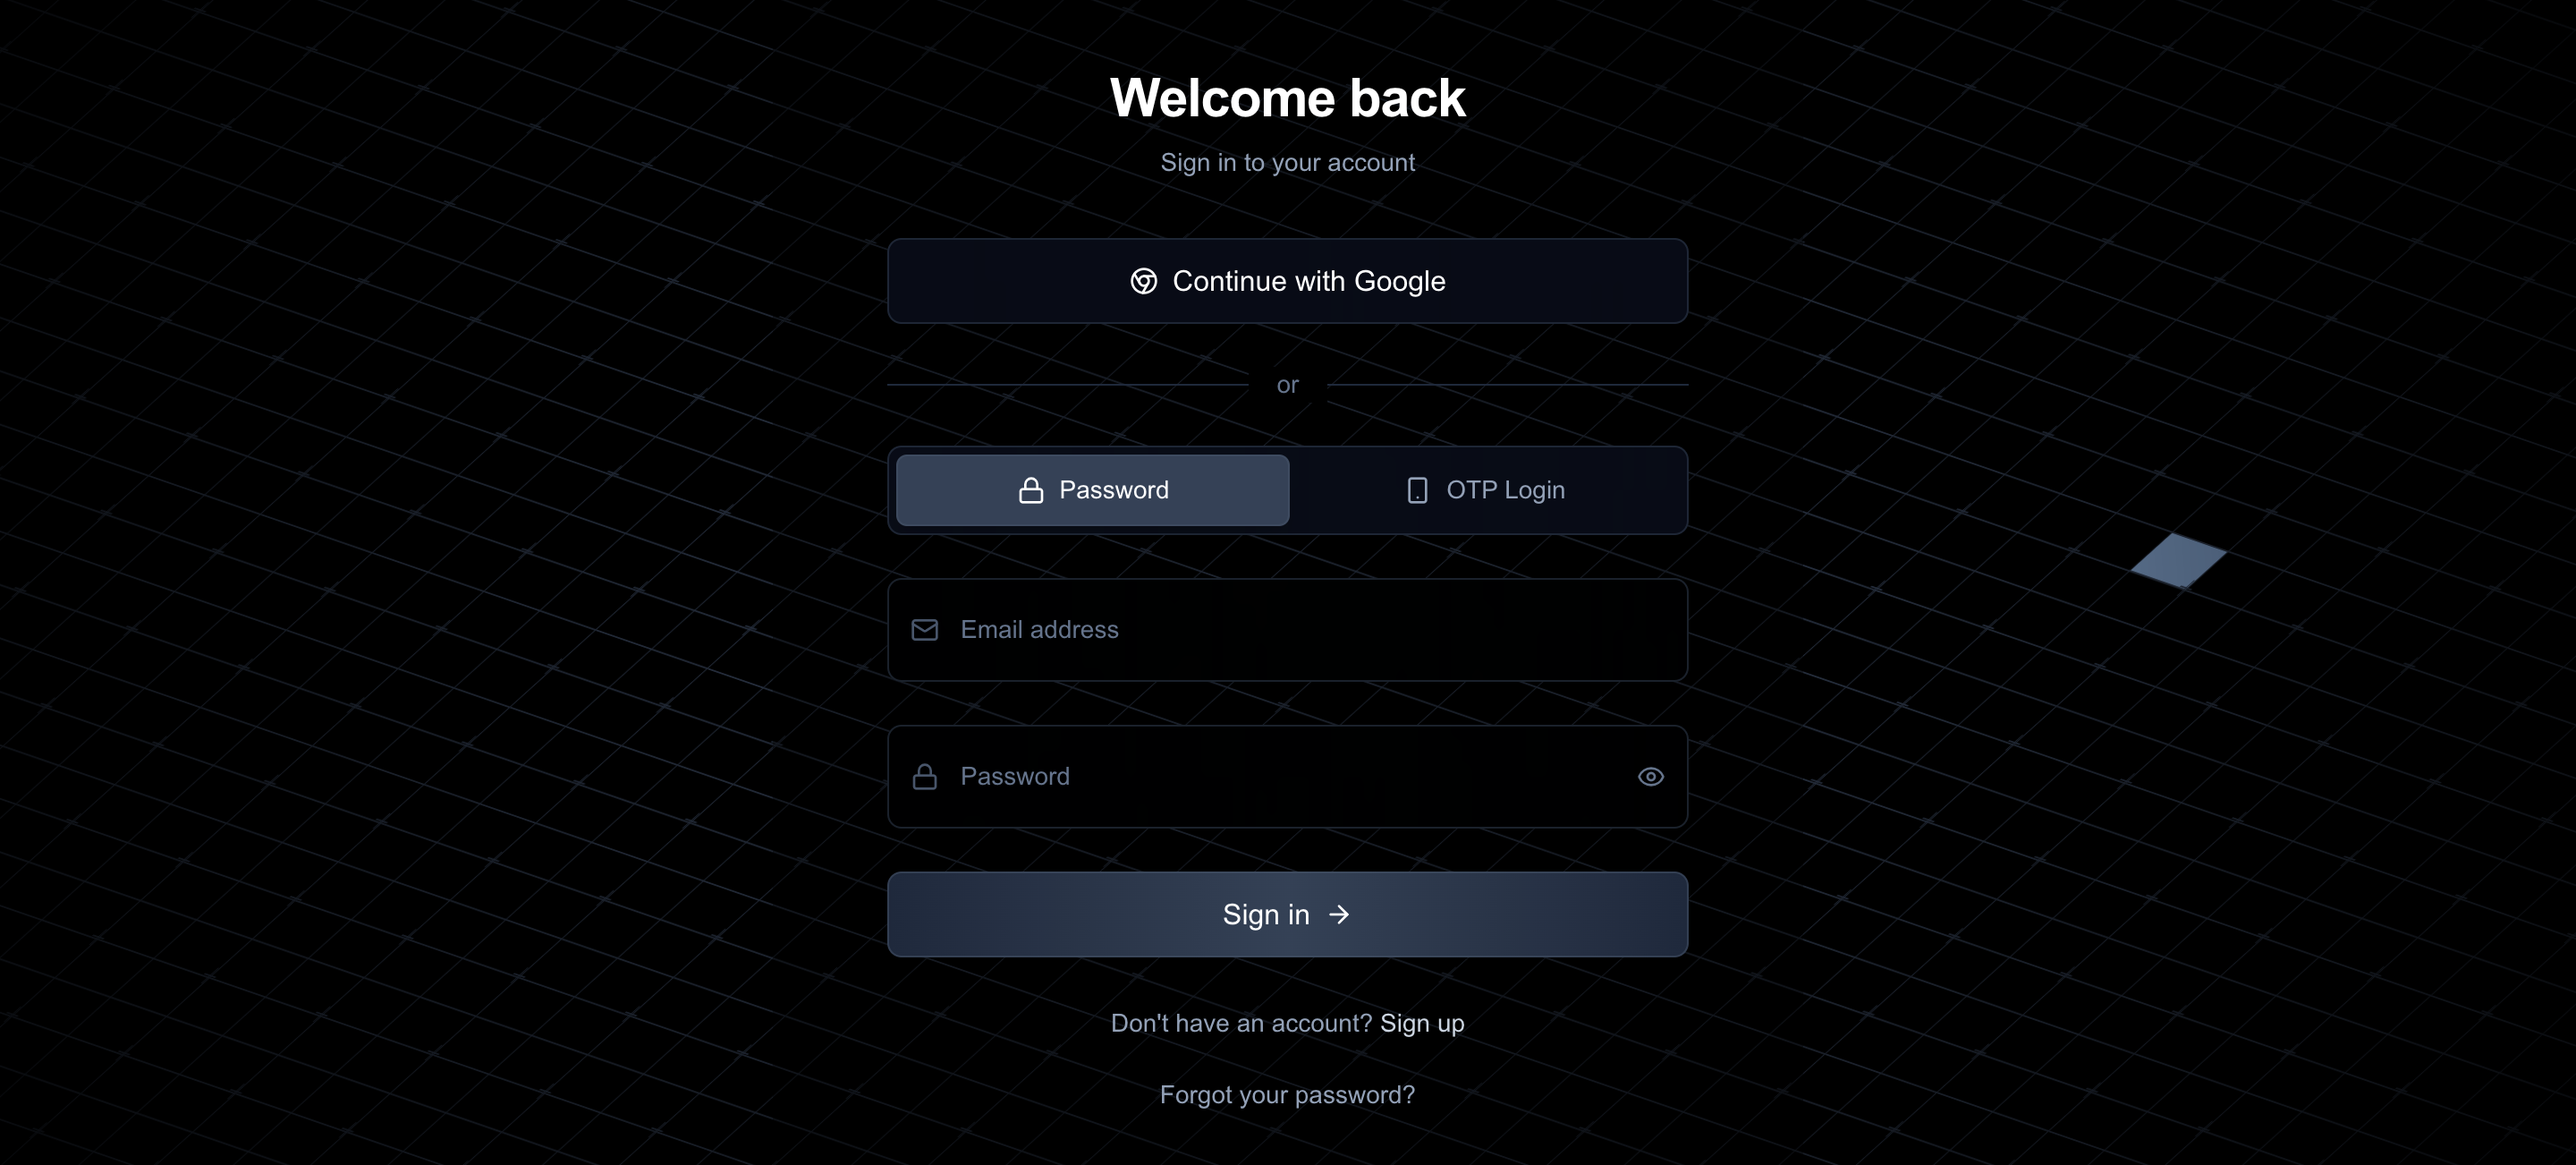 Welcome back
Sign in to your account
Continue with Google
or
Password
OTP Login
Email address
Password
Sign in
Don't have an account? Sign up
Forgot your password?